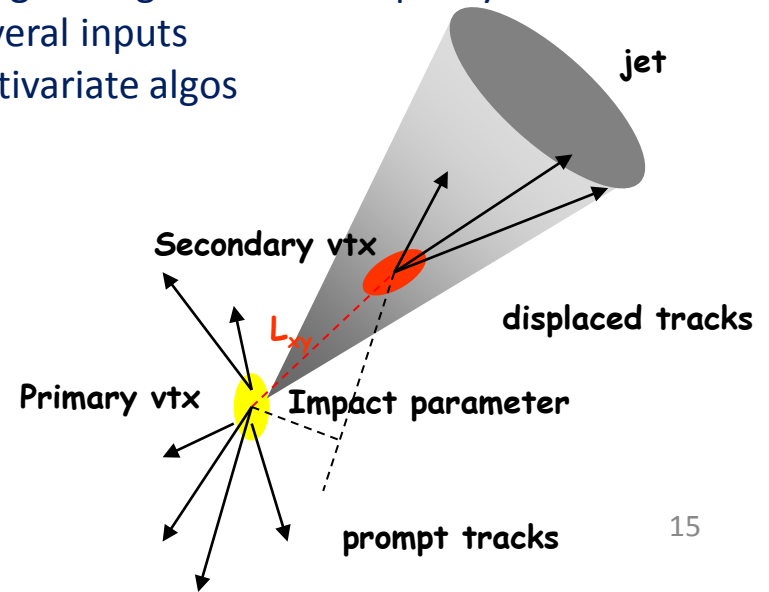 veral inputs
tivariate algos
jet
Secondary vtx
displaced tracks
Lxy
Primary vtx
Impact parameter
prompt tracks
15